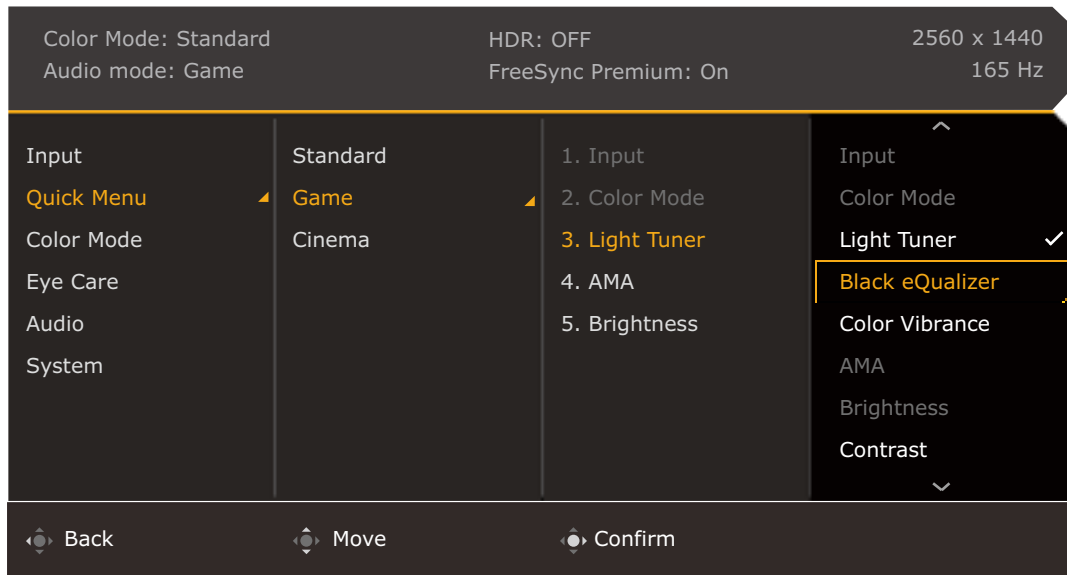 Color Mode: Standard
HDR: OFF
2560 x 1440
Audio mode: Game
FreeSync Premium: On
165 Hz
Input
Quick Menu
Color Mode
Eye Care
Audio
System
Standard
Game
Cinema
1. Input
2. Color Mode
3. Light Tuner
4. AMA
5. Brightness
Input
Color Mode
Light Tuner
Black eQualizer
Color Vibrance
AMA
Brightness
Contrast
Back
Move
Confirm